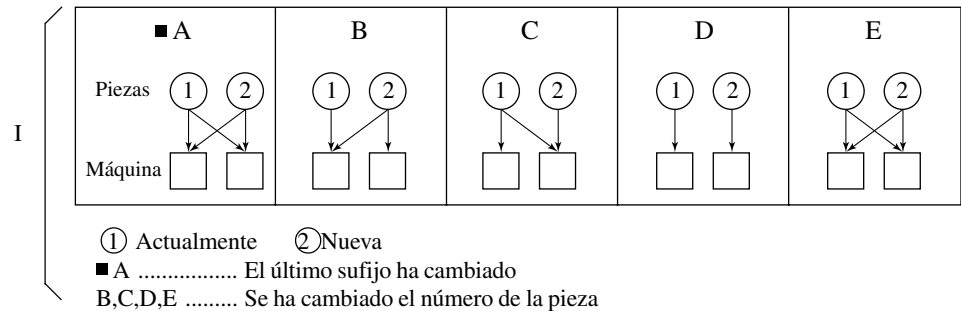 ■ A B C D E
Piezas 1 2 1 2 1 2 1 2 1 2
I
Máquina
1 Actualmente 2 Nueva
■ A ................. El último sufijo ha cambiado
B,C,D,E ......... Se ha cambiado el número de la pieza